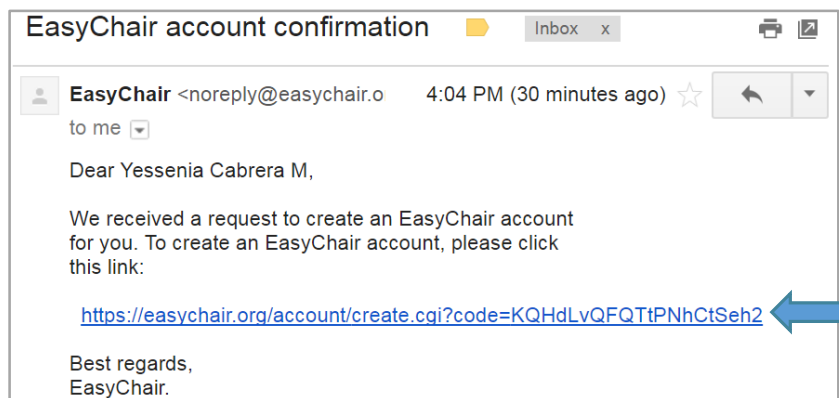 EasyChair account confirmation Inbox x
EasyChair <noreply@easychair.o 4:04 PM (30 minutes ago)
to me
Dear Yessenia Cabrera M,
We received a request to create an EasyChair account
for you. To create an EasyChair account, please click
this link:
https://easychair.org/account/create.cgi?code=KQHdLvQFQTtPNhCtSeh2
Best regards,
EasyChair.